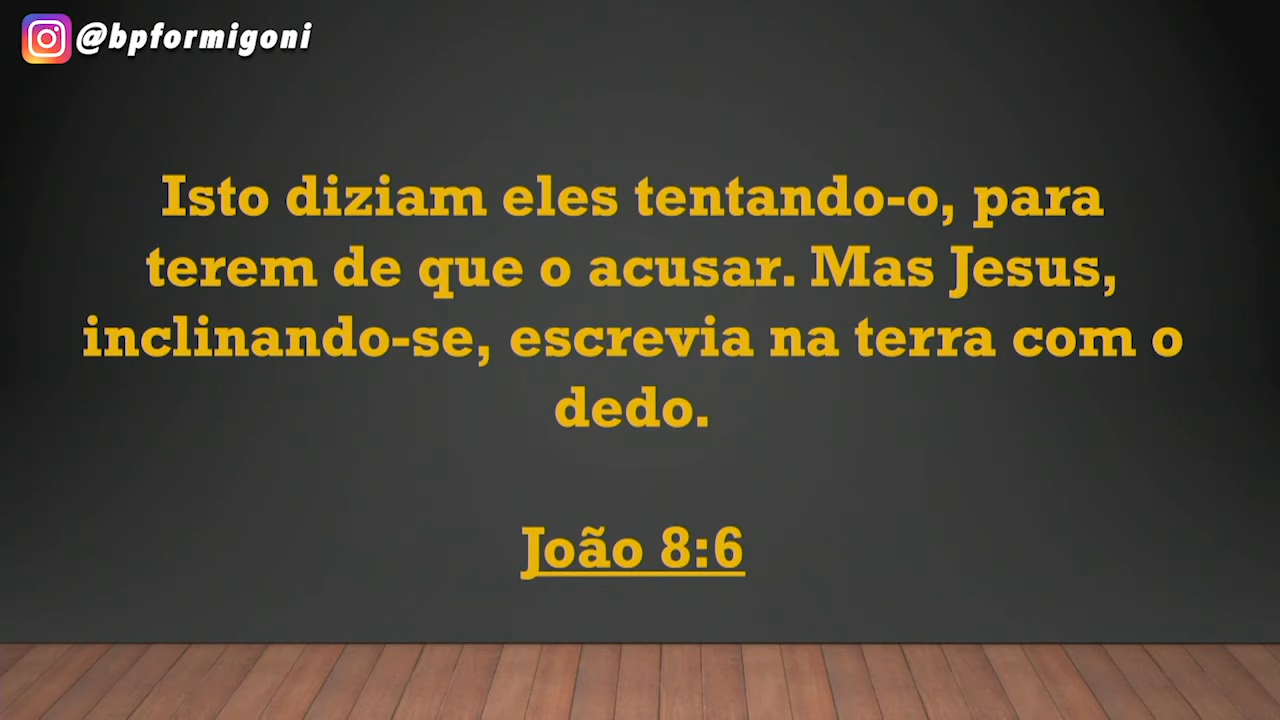 @bpformigoni
Isto diziam eles tentando-o, para
terem de que o acusar. Mas Jesus,
inclinando-se, escrevia na terra com o
dedo.
João 8:6